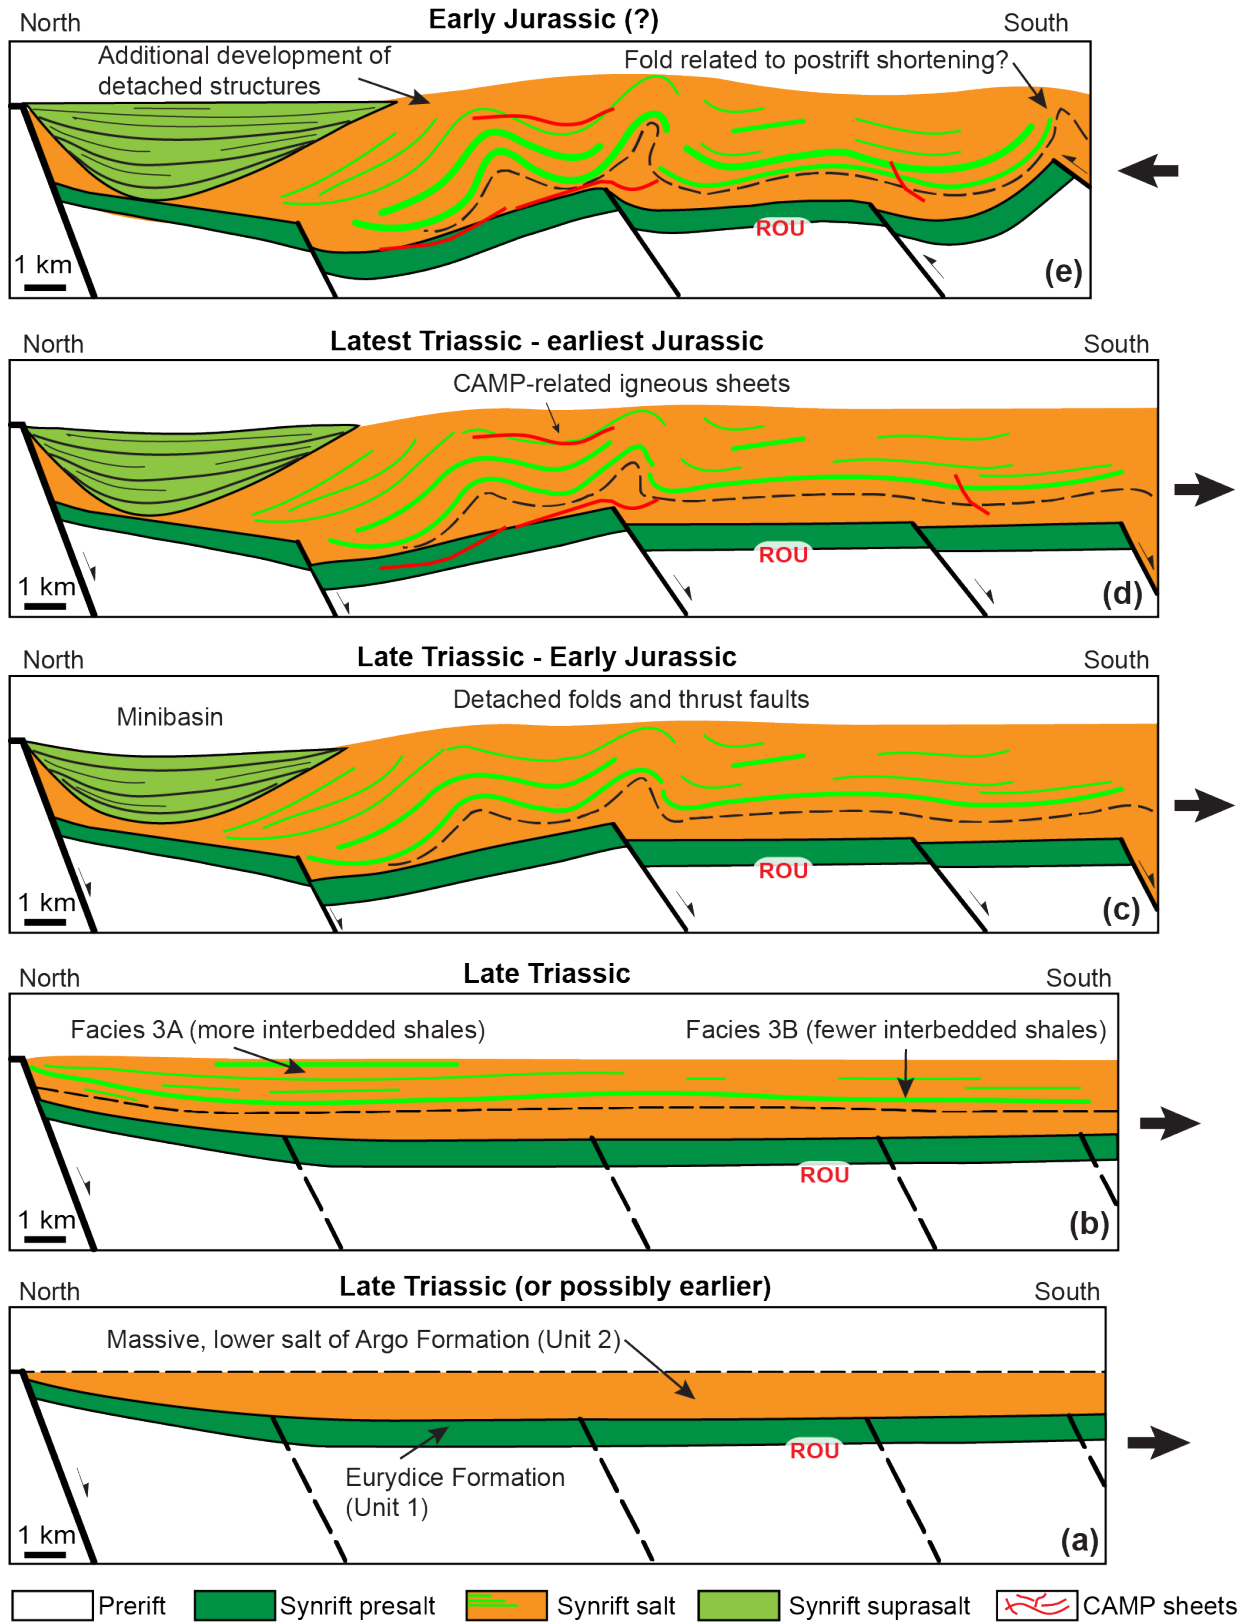 Early Jurassic (?)
North
South
Additional development of
detached structures
Fold related to postrift shortening?
ROU
1 km
(e)
Latest Triassic - earliest Jurassic
North
South
CAMP-related igneous sheets
ROU
1 km
(d)
Late Triassic - Early Jurassic
North
South
Minibasin
Detached folds and thrust faults
ROU
1 km
(c)
Late Triassic
North
South
Facies 3A (more interbedded shales)
Facies 3B (fewer interbedded shales)
ROU
1 km
(b)
Late Triassic (or possibly earlier)
North
South
Massive, lower salt of Argo Formation (Unit 2)
ROU
Eurydice Formation
(Unit 1)
1 km
(a)
Prerift
Synrift presalt
Synrift salt
Synrift suprasalt
CAMP sheets